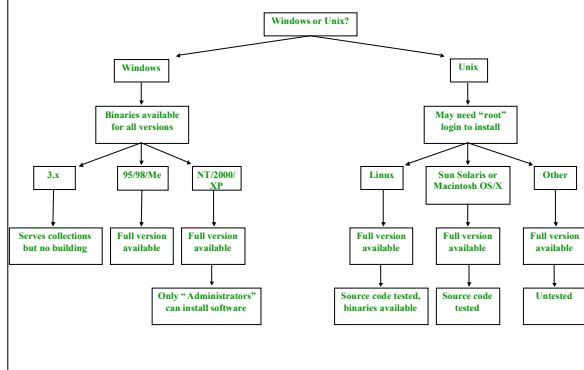 Windows or Unix?
Windows
Unix
Binaries available
for all versions
May need “root”
login to install
3.x
95/98/Me
NT/2000/
XP
Linux
Sun Solaris or
Macintosh OS/X
Other
Serves collections
but no building
Full version
available
Full version
available
Full version
available
Full version
available
Full version
available
Only “Administrators”
can install software
Source code tested,
binaries available
Source code
tested
Untested